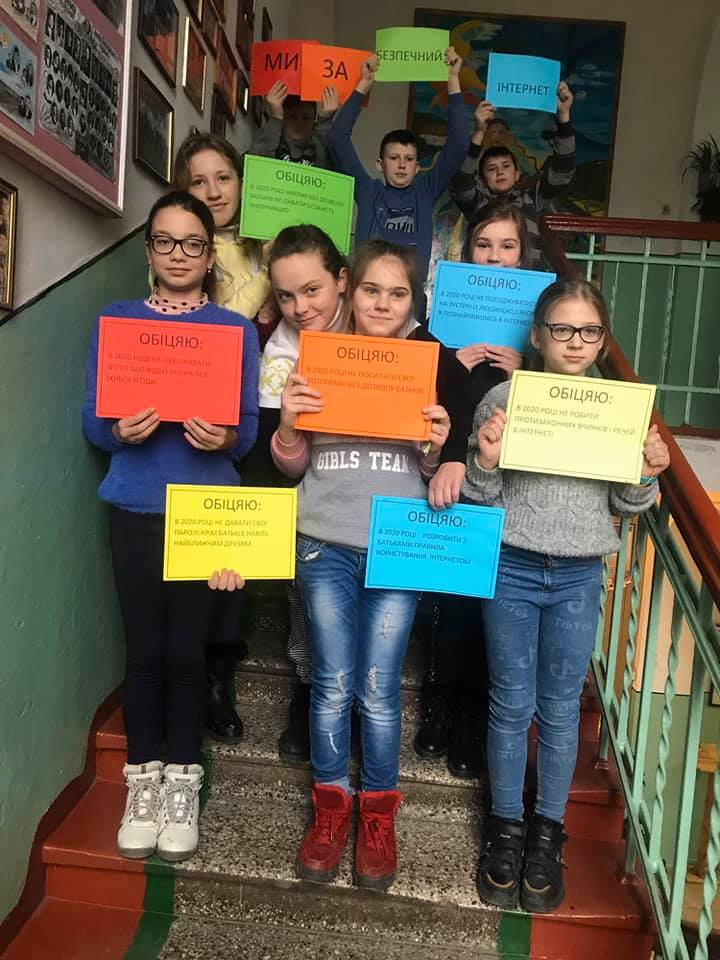 МИ
ЗА
БЕЗПЕЧНИЙ
ІНТЕРНЕТ
ОБІЦЯЮ:
В 2020 РОЦІ НІКОМУ БЕЗ ДОЗВОЛУ
БАТЬКІВ НЕ ДАВАТИ ОСОБИСТУ
ІНФОРМАЦІЮ
ОБІЦЯЮ:
В 2020 РОЦІ НЕ ПОГОДЖУВАТИСЬ
НА ЗУСТРІЧ ІЗ ЛЮДИНОЮ,З ЯКОЮ
Я ПОЗНАЙОМИЛАСЬ В ІНТЕРНЕТІ
ОБІЦЯЮ:
В 2020 РОЦІ НЕ ПУБЛІКУВАТИ
ФОТО АБО ВІДЕО ІНШИХ БЕЗ
ЇХНЬОЇ ЗГОДИ
ОБІЦЯЮ:
В 2020 РОЦІ НЕ ПОСИЛАТИ СВОЇ
ФОТОГРАФІЇ БЕЗ ДОЗВОЛУ БАТЬКІВ
ОБІЦЯЮ:
В 2020 РОЦІ НЕ РОБИТИ
ПРОТИЗАКОННИХ ВЧИНКІВ І РЕЧЕЙ
В ІНТЕРНЕТІ
GIRLS TEAM
ОБІЦЯЮ:
В 2020 РОЦІ НЕ ДАВАТИ СВОЇ
ПАРОЛІ,КРІМ БАТЬКІВ,НАВІТЬ
НАЙБЛИЖЧИМ ДРУЗЯМ
ОБІЦЯЮ:
В 2020 РОЦІ РОЗРОБИТИ З
БАТЬКАМИ ПРАВИЛА
КОРИСТУВАННЯ ІНТЕРНЕТОМ
TikTok